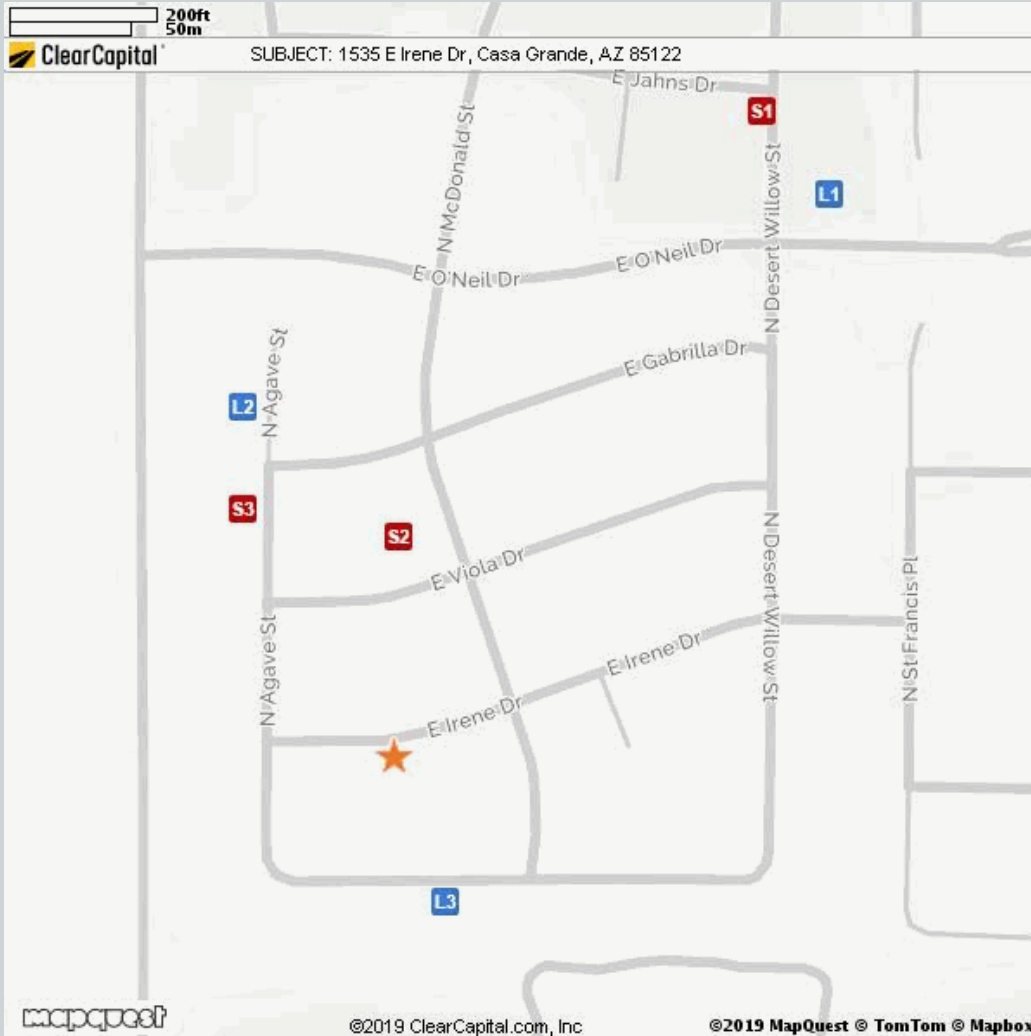 200ft
50m
ClearCapital
SUBJECT: 1535 E Irene Dr, Casa Grande, AZ 85122
E Jahns Dr
S1
N McDonald St
N Desert Willow St
L1
E O'Neil Dr
E O'Neil Dr
E Gabrilla Dr
N Agave St
L2
S3
S2
E Viola Dr
N Desert Willow St
N St Francis Pl
N Agave St
E Irene Dr
E Irene Dr
L3
mapquest
©2019 ClearCapital.com, Inc
©2019 MapQuest © TomTom © Mapbox